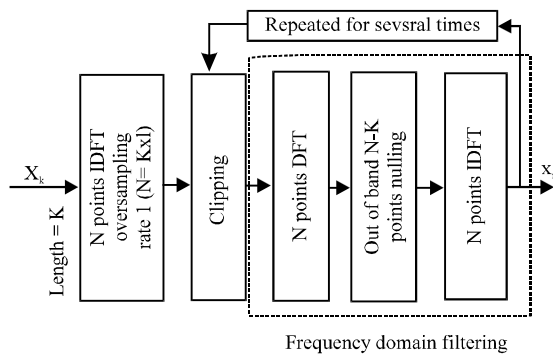 Repeated for sevsral times
X_k
Length = K
N points IDFT
oversampling
rate 1 (N= Kxl)
Clipping
N points DFT
Out of band N-K
points nulling
N points IDFT
Frequency domain filtering